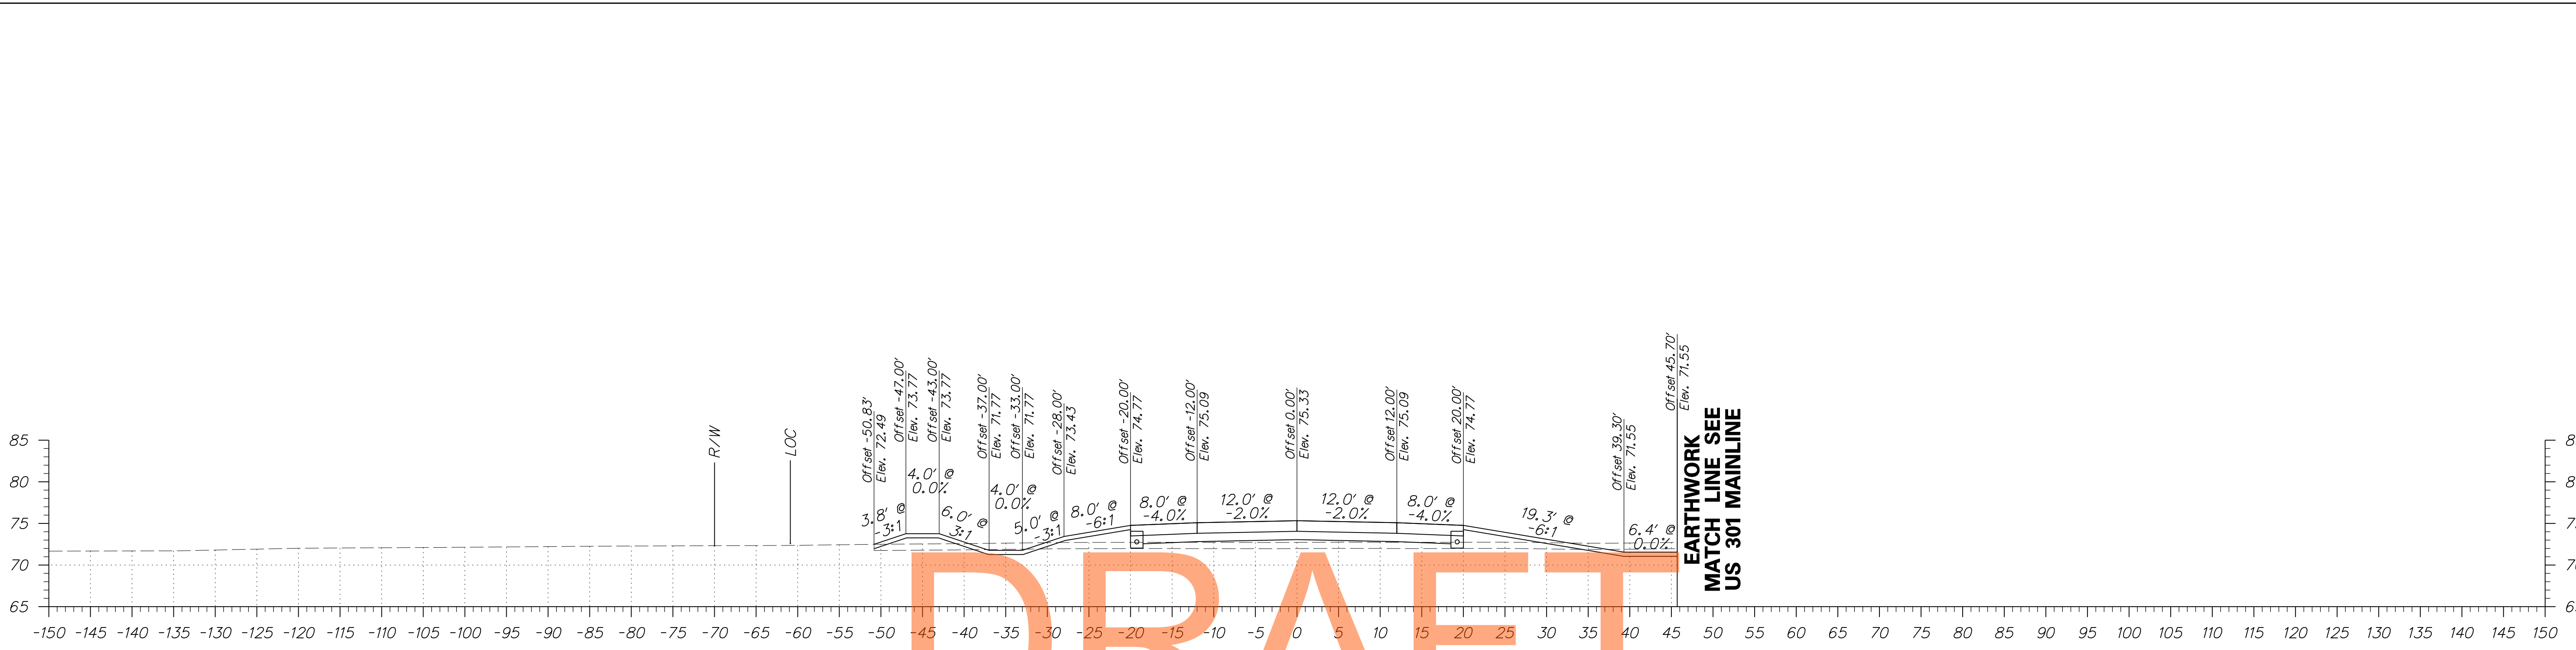 Offset -50.83'
Elev. 72.49
Offset -47.00'
Elev. 73.77
Offset -43.00'
Elev. 73.77
Offset -37.00'
Elev. 71.77
Offset -33.00'
Elev. 71.77
Offset -28.00'
Elev. 73.43
Offset -20.00'
Elev. 74.77
Offset -12.00'
Elev. 75.09
Offset 0.00'
Elev. 75.33
Offset 12.00'
Elev. 75.09
Offset 20.00'
Elev. 74.77
Offset 39.30'
Elev. 71.55
Offset 45.70'
Elev. 71.55
R/W
LOC
3.8' @
-3:1
4.0' @
0.0%
6.0' @
3:1
4.0' @
0.0%
5.0' @
-3:1
8.0' @
-6:1
8.0' @
-4.0%
12.0' @
-2.0%
12.0' @
-2.0%
8.0' @
-4.0%
19.3' @
-6:1
6.4' @
0.0%
EARTHWORK
MATCH LINE SEE
US 301 MAINLINE
85
80
75
70
65
DRAFT
-150 -145 -140 -135 -130 -125 -120 -115 -110 -105 -100 -95 -90 -85 -80 -75 -70 -65 -60 -55 -50 -45 -40 -35 -30 -25 -20 -15 -10 -5 0 5 10 15 20 25 30 35 40 45 50 55 60 65 70 75 80 85 90 95 100 105 110 115 120 125 130 135 140 145 150